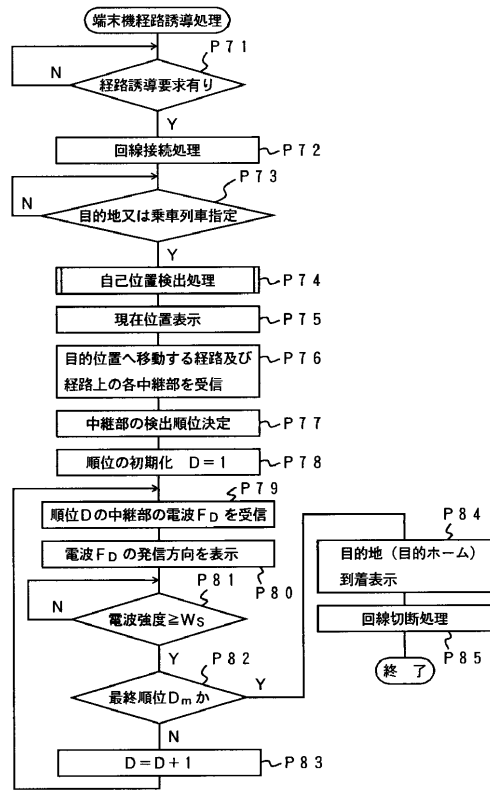 端末機経路誘導処理
P71
N
経路誘導要求有り
Y
回線接続処理
P72
P73
N
目的地又は乗車列車指定
Y
自己位置検出処理
P74
現在位置表示
P75
目的位置へ移動する経路及び
経路上の各中継部を受信
P76
中継部の検出順位決定
P77
順位の初期化 D=1
P78
P79
順位Dの中継部の電波FDを受信
電波FDの発信方向を表示
P80
P81
N
電波強度≧WS
Y
P82
最終順位Dmか
Y
N
D=D+1
P83
P84
目的地(目的ホーム)
到着表示
回線切断処理
P85
終 了